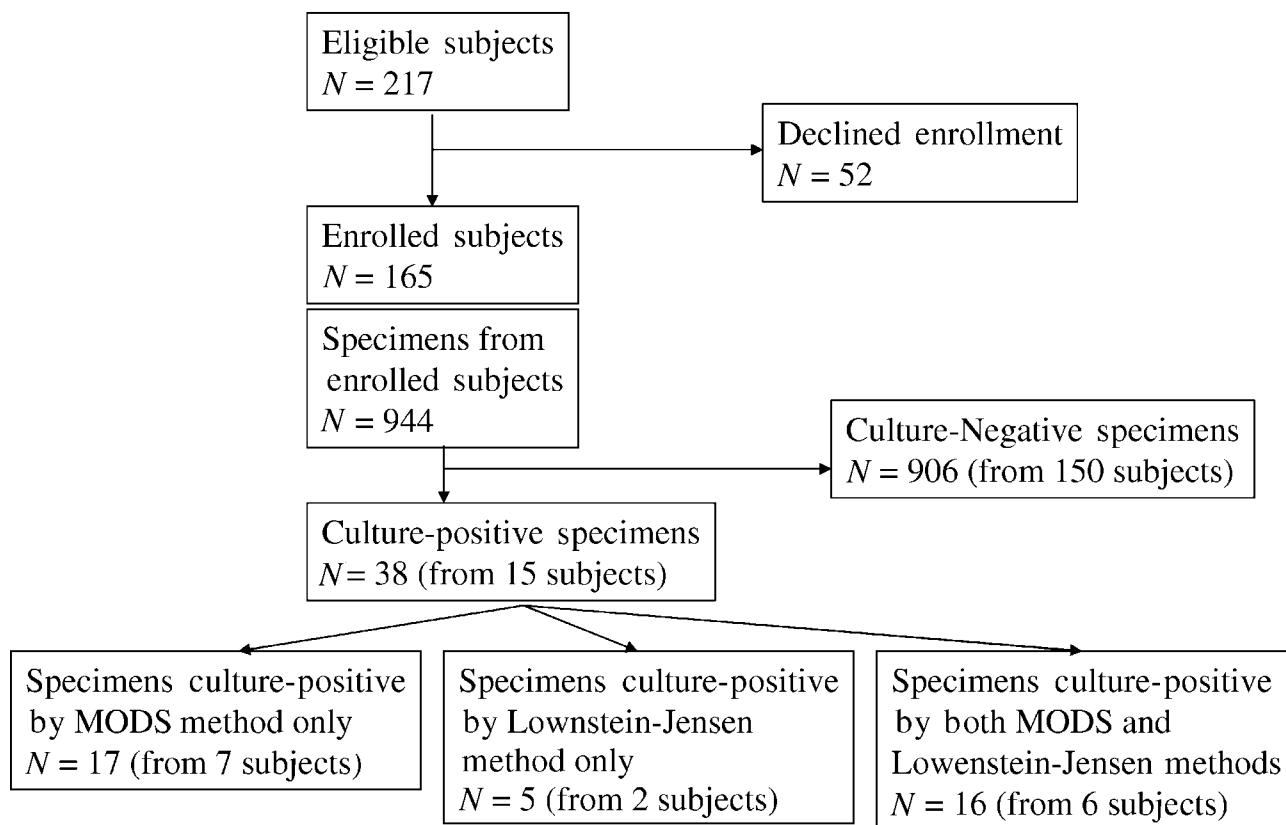 Eligible subjects
N = 217
Declined enrollment
N = 52
Enrolled subjects
N = 165
Specimens from
enrolled subjects
N = 944
Culture-Negative specimens
N = 906 (from 150 subjects)
Culture-positive specimens
N = 38 (from 15 subjects)
Specimens culture-positive
by MODS method only
N = 17 (from 7 subjects)
Specimens culture-positive
by Lownstein-Jensen
method only
N = 5 (from 2 subjects)
Specimens culture-positive
by both MODS and
Lowenstein-Jensen methods
N = 16 (from 6 subjects)